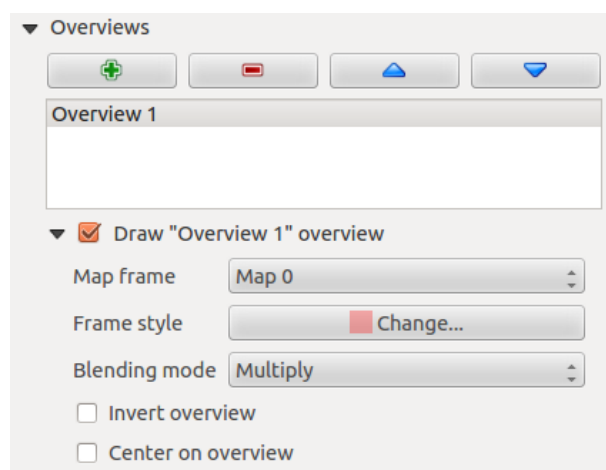 Overviews
Overview 1
Draw "Overview 1" overview
Map frame Map 0
Frame style Change...
Blending mode Multiply
Invert overview
Center on overview